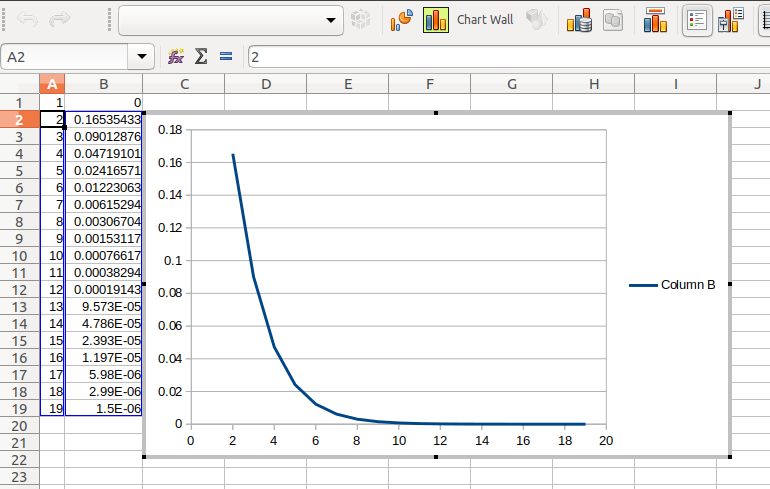 Chart Wall
A2
fx Σ = 2
A B C D E F G H I J
1 1 0
2 2 0.16535433
3 3 0.09012876
4 4 0.04719101
5 5 0.02416571
6 6 0.01223063
7 7 0.00615294
8 8 0.00306704
9 9 0.00153117
10 10 0.00076617
11 11 0.00038294
12 12 0.00019143
13 13 9.573E-05
14 14 4.786E-05
15 15 2.393E-05
16 16 1.197E-05
17 17 5.98E-06
18 18 2.99E-06
19 19 1.5E-06
20
21
22
23
0.18
0.16
0.14
0.12
0.1
0.08
0.06
0.04
0.02
0
0 2 4 6 8 10 12 14 16 18 20
Column B